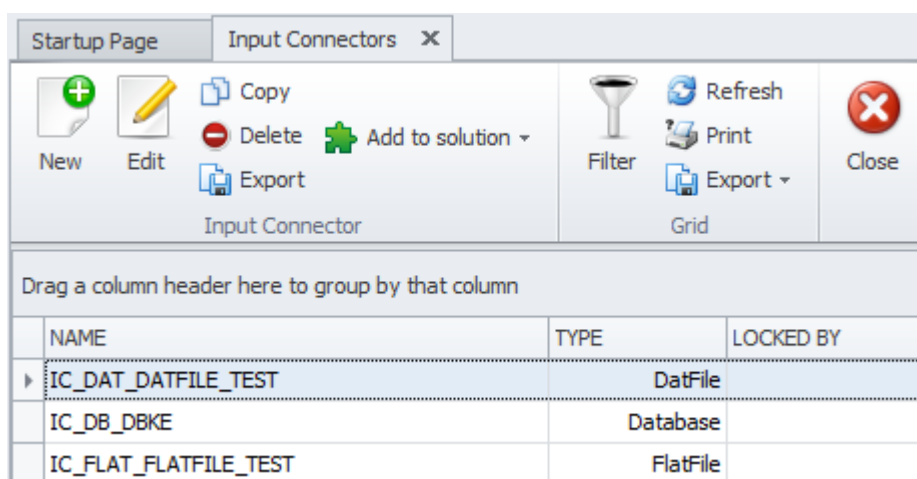 Startup Page Input Connectors
Copy Refresh
Delete Add to solution Print
New Edit Filter Close
Export Export
Input Connector Grid
Drag a column header here to group by that column
NAME TYPE LOCKED BY
IC_DAT_DATFILE_TEST DatFile
IC_DB_DBKE Database
IC_FLAT_FLATFILE_TEST FlatFile